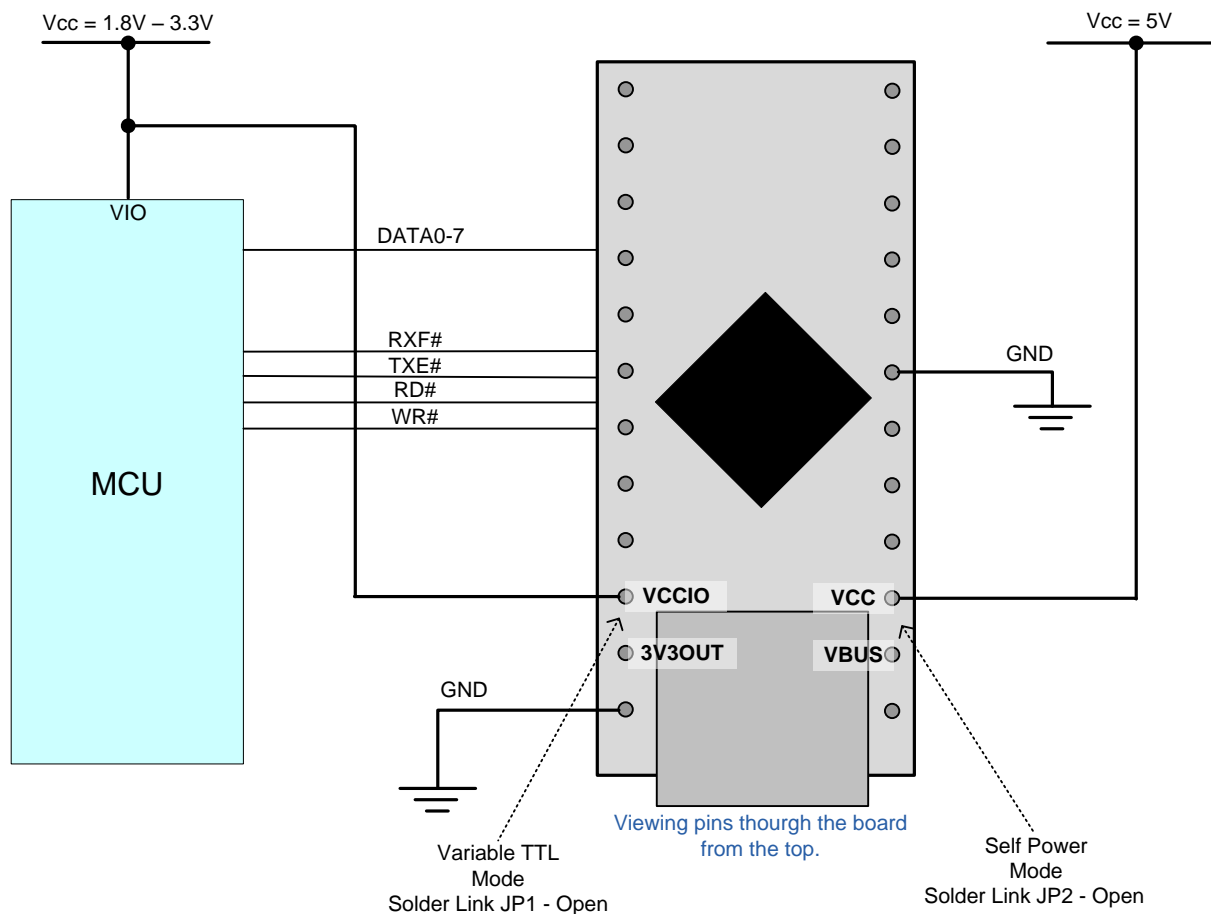 Vcc = 1.8V – 3.3V
Vcc = 5V
VIO
DATA0-7
RXF#
TXE#
RD#
WR#
GND
MCU
VCCIO
VCC
3V3OUT
VBUS
GND
Viewing pins thourgh the board
from the top.
Variable TTL
Mode
Solder Link JP1 - Open
Self Power
Mode
Solder Link JP2 - Open